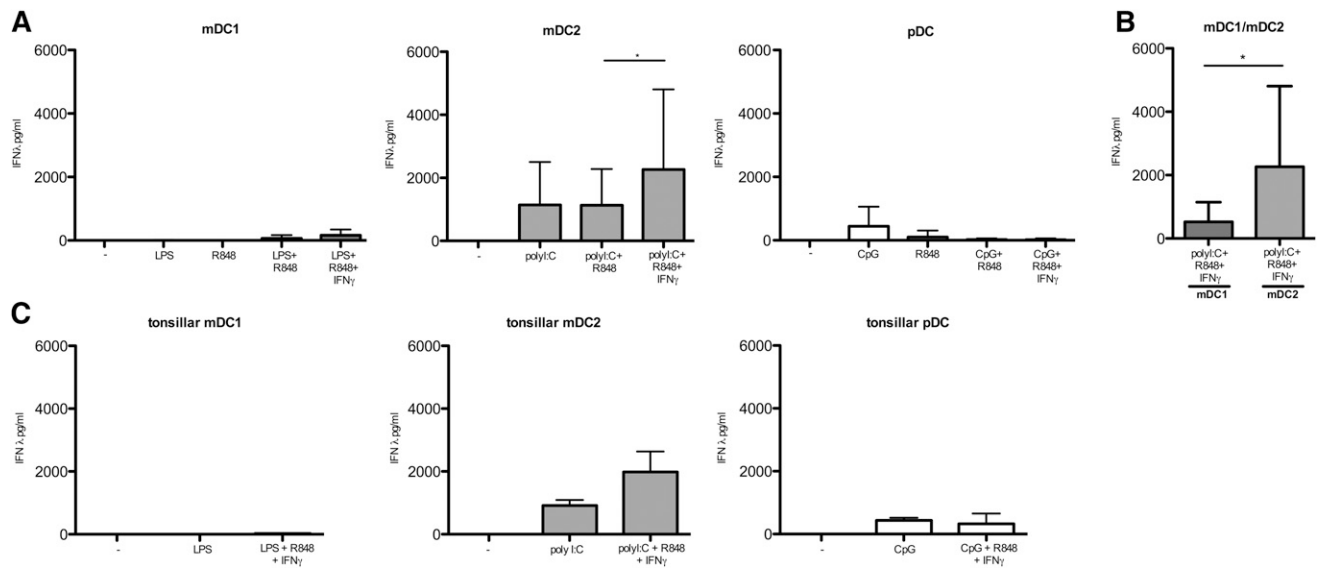 A
mDC1
6000
4000
2000
0
IFNλ pg/ml
-
LPS
R848
LPS+
R848
LPS+
R848+
IFNγ
mDC2
6000
4000
2000
0
IFNλ pg/ml
-
polyI:C
polyI:C+
R848
polyI:C+
R848+
IFNγ
*
pDC
6000
4000
2000
0
IFNλ.pg/ml
-
CpG
R848
CpG+
R848
CpG+
R848+
IFNγ
B
mDC1/mDC2
6000
4000
2000
0
IFNλ pg/ml
*
polyI:C+
R848+
IFNγ
mDC1
polyI:C+
R848+
IFNγ
mDC2
C
tonsillar mDC1
6000
4000
2000
0
IFN λ pg/ml
-
LPS
LPS + R848
+ IFNγ
tonsillar mDC2
6000
4000
2000
0
IFN λ pg/ml
-
poly I:C
polyI:C + R848
+ IFNγ
tonsillar pDC
6000
4000
2000
0
IFN λ.pg/ml
-
CpG
CpG + R848
+ IFNγ